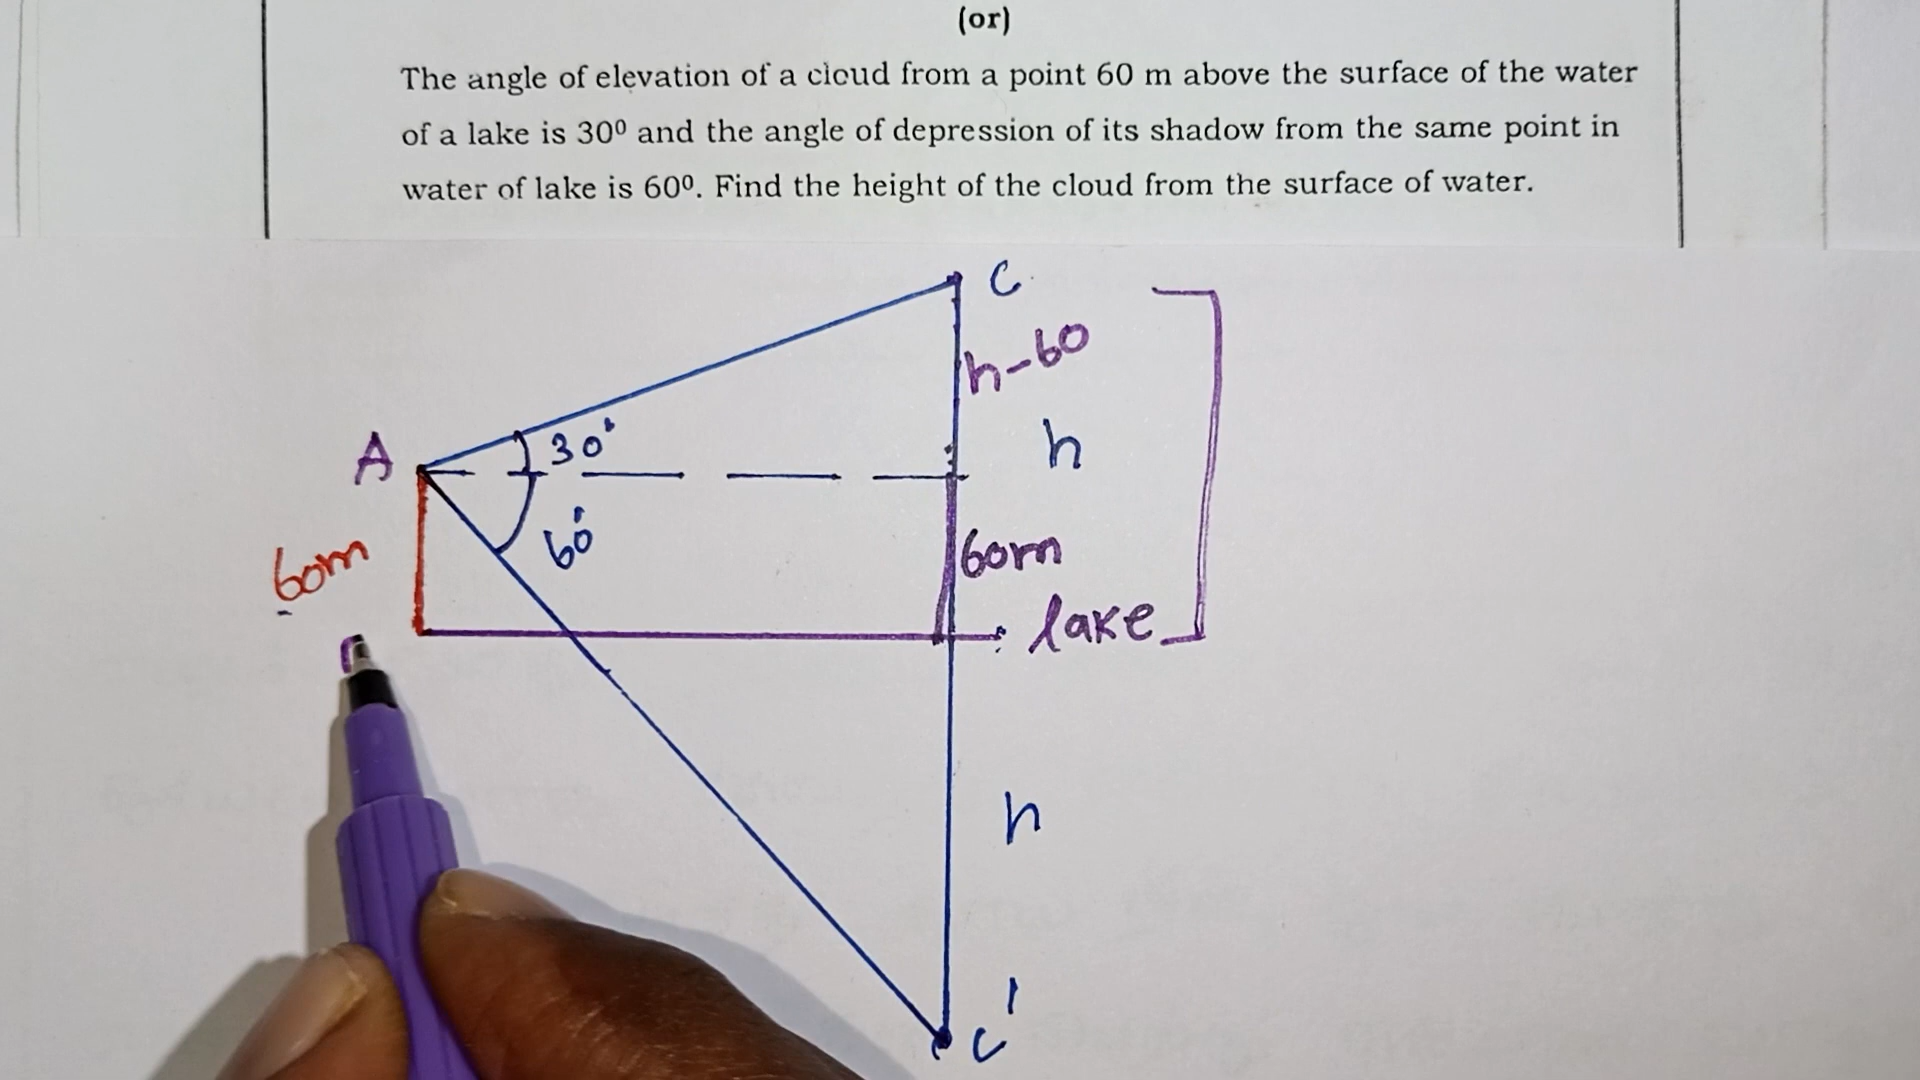 (or)
The angle of elevation of a cloud from a point 60 m above the surface of the water
of a lake is 30⁰ and the angle of depression of its shadow from the same point in
water of lake is 60⁰. Find the height of the cloud from the surface of water.
C
h-60
A
30°
h
60°
60m
60m
lake
h
C'